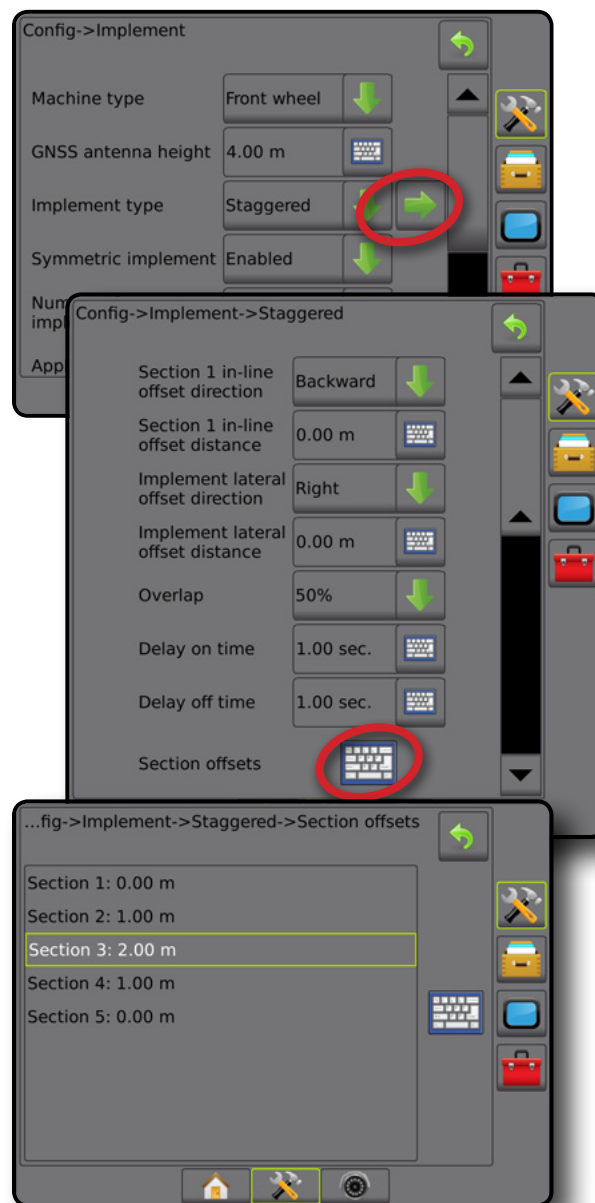 Config->Implement
Machine type Front wheel
GNSS antenna height 4.00 m
Implement type Staggered
Symmetric implement Enabled
Num
impl
App
Config->Implement->Staggered
Section 1 in-line
offset direction
Backward
Section 1 in-line
offset distance
0.00 m
Implement lateral
offset direction
Right
Implement lateral
offset distance
0.00 m
Overlap 50%
Delay on time 1.00 sec.
Delay off time 1.00 sec.
Section offsets
...fig->Implement->Staggered->Section offsets
Section 1: 0.00 m
Section 2: 1.00 m
Section 3: 2.00 m
Section 4: 1.00 m
Section 5: 0.00 m